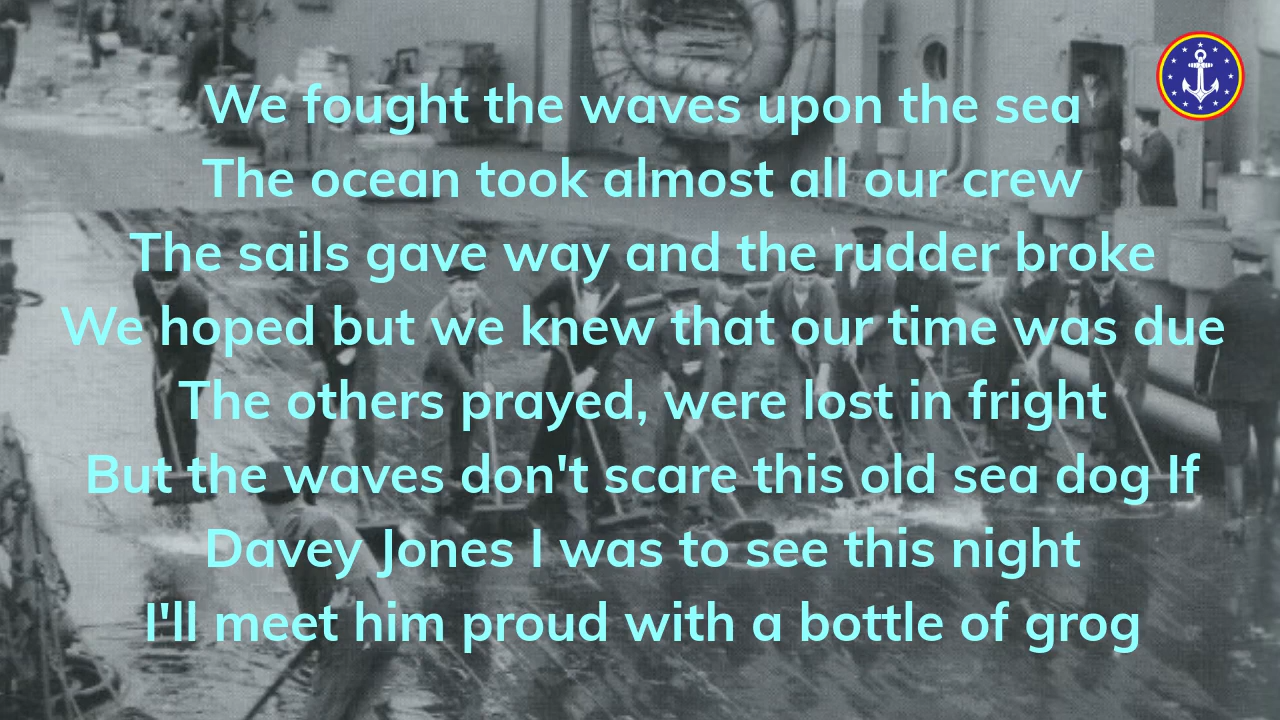 We fought the waves upon the sea
The ocean took almost all our crew
The sails gave way and the rudder broke
We hoped but we knew that our time was due
The others prayed, were lost in fright
But the waves don't scare this old sea dog If
Davey Jones I was to see this night
I'll meet him proud with a bottle of grog